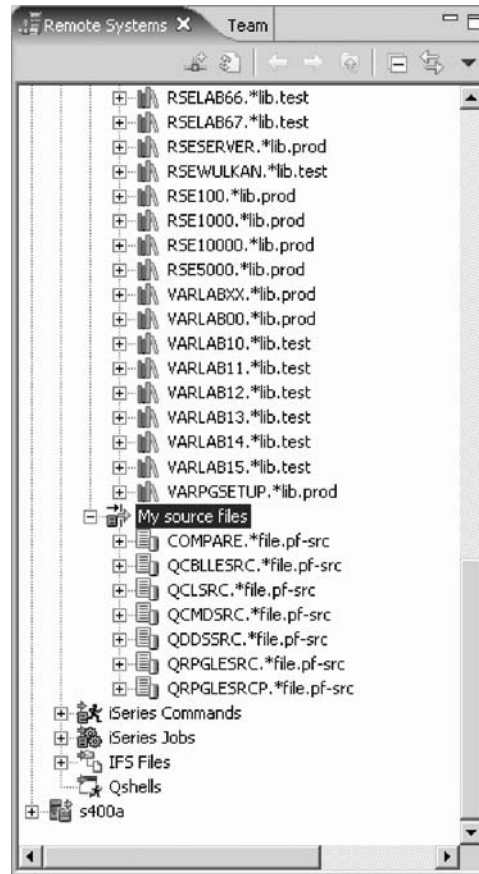 Remote Systems Team
RSELAB66.*lib.test
RSELAB67.*lib.test
RSESERVER.*lib.prod
RSEWULKAN.*lib.test
RSE100.*lib.prod
RSE1000.*lib.prod
RSE10000.*lib.prod
RSE5000.*lib.prod
VARLABXX.*lib.prod
VARLAB00.*lib.prod
VARLAB10.*lib.test
VARLAB11.*lib.test
VARLAB12.*lib.test
VARLAB13.*lib.test
VARLAB14.*lib.test
VARLAB15.*lib.test
VARPGSETUP.*lib.prod
My source files
COMPARE.*file.pf-src
QCBLLESRC.*file.pf-src
QCLSRC.*file.pf-src
QCMDSRC.*file.pf-src
QDDSSRC.*file.pf-src
QRPGLESRC.*file.pf-src
QRPGLESRCP.*file.pf-src
iSeries Commands
iSeries Jobs
IFS Files
Qshells
s400a